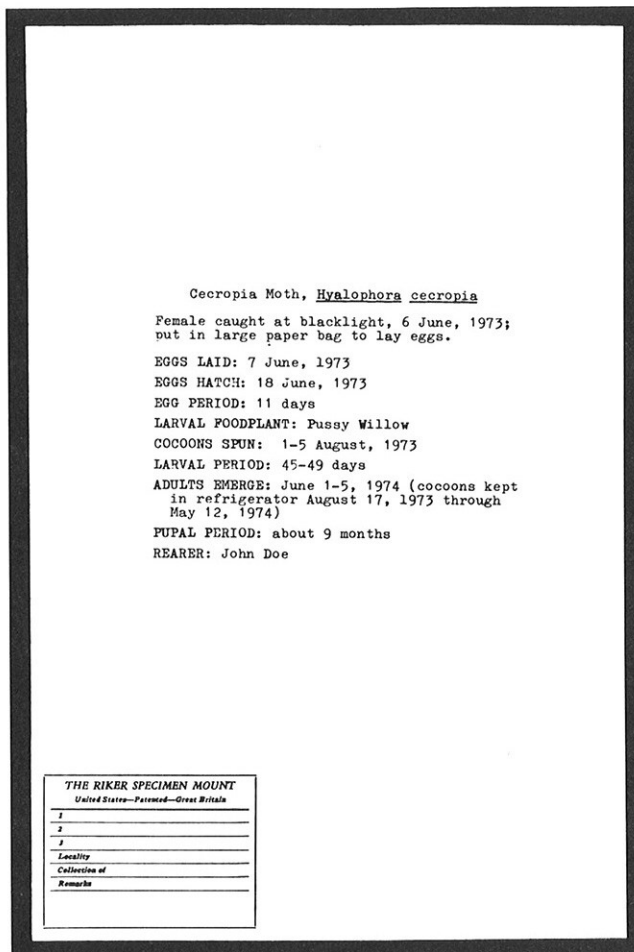 Cecropia Moth, Hyalophora cecropia
Female caught at blacklight, 6 June, 1973;
put in large paper bag to lay eggs.
EGGS LAID: 7 June, 1973
EGGS HATCH: 18 June, 1973
EGG PERIOD: 11 days
LARVAL FOODPLANT: Pussy Willow
COCOONS SPUN: 1-5 August, 1973
LARVAL PERIOD: 45-49 days
ADULTS EMERGE: June 1-5, 1974 (cocoons kept
in refrigerator August 17, 1973 through
May 12, 1974)
PUPAL PERIOD: about 9 months
REARER: John Doe
THE RIKER SPECIMEN MOUNT
United States—Patented—Great Britain
1
2
3
Locality
Collection of
Remarks